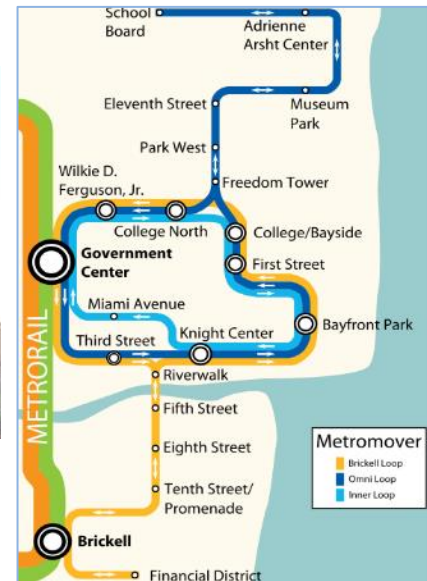 School
Board
Adrienne
Arsht Center
Eleventh Street
Museum
Park
Park West
Wilkie D.
Ferguson, Jr.
Freedom Tower
College North
College/Bayside
Government
Center
First Street
Miami Avenue
Bayfront Park
Knight Center
Third Street
METRORAIL
Riverwalk
Fifth Street
Eighth Street
Metromover
Brickell Loop
Omni Loop
Inner Loop
Tenth Street/
Promenade
Brickell
Financial District